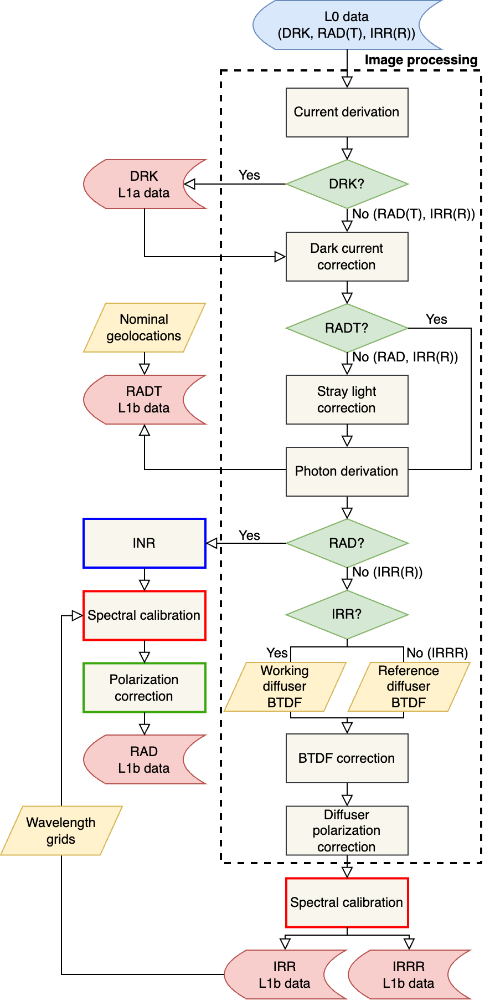 L0 data
(DRK, RAD(T), IRR(R))
Image processing
Current derivation
DRK
L1a data
Yes
DRK?
No (RAD(T), IRR(R))
Dark current
correction
Nominal
geolocations
RADT?
Yes
No (RAD, IRR(R))
RADT
L1b data
Stray light
correction
Photon derivation
INR
Yes
RAD?
No (IRR(R))
Spectral calibration
IRR?
Yes
No (IRRR)
Polarization
correction
Working
diffuser
BTDF
Reference
diffuser
BTDF
RAD
L1b data
BTDF correction
Wavelength
grids
Diffuser
polarization
correction
Spectral calibration
IRR
L1b data
IRRR
L1b data